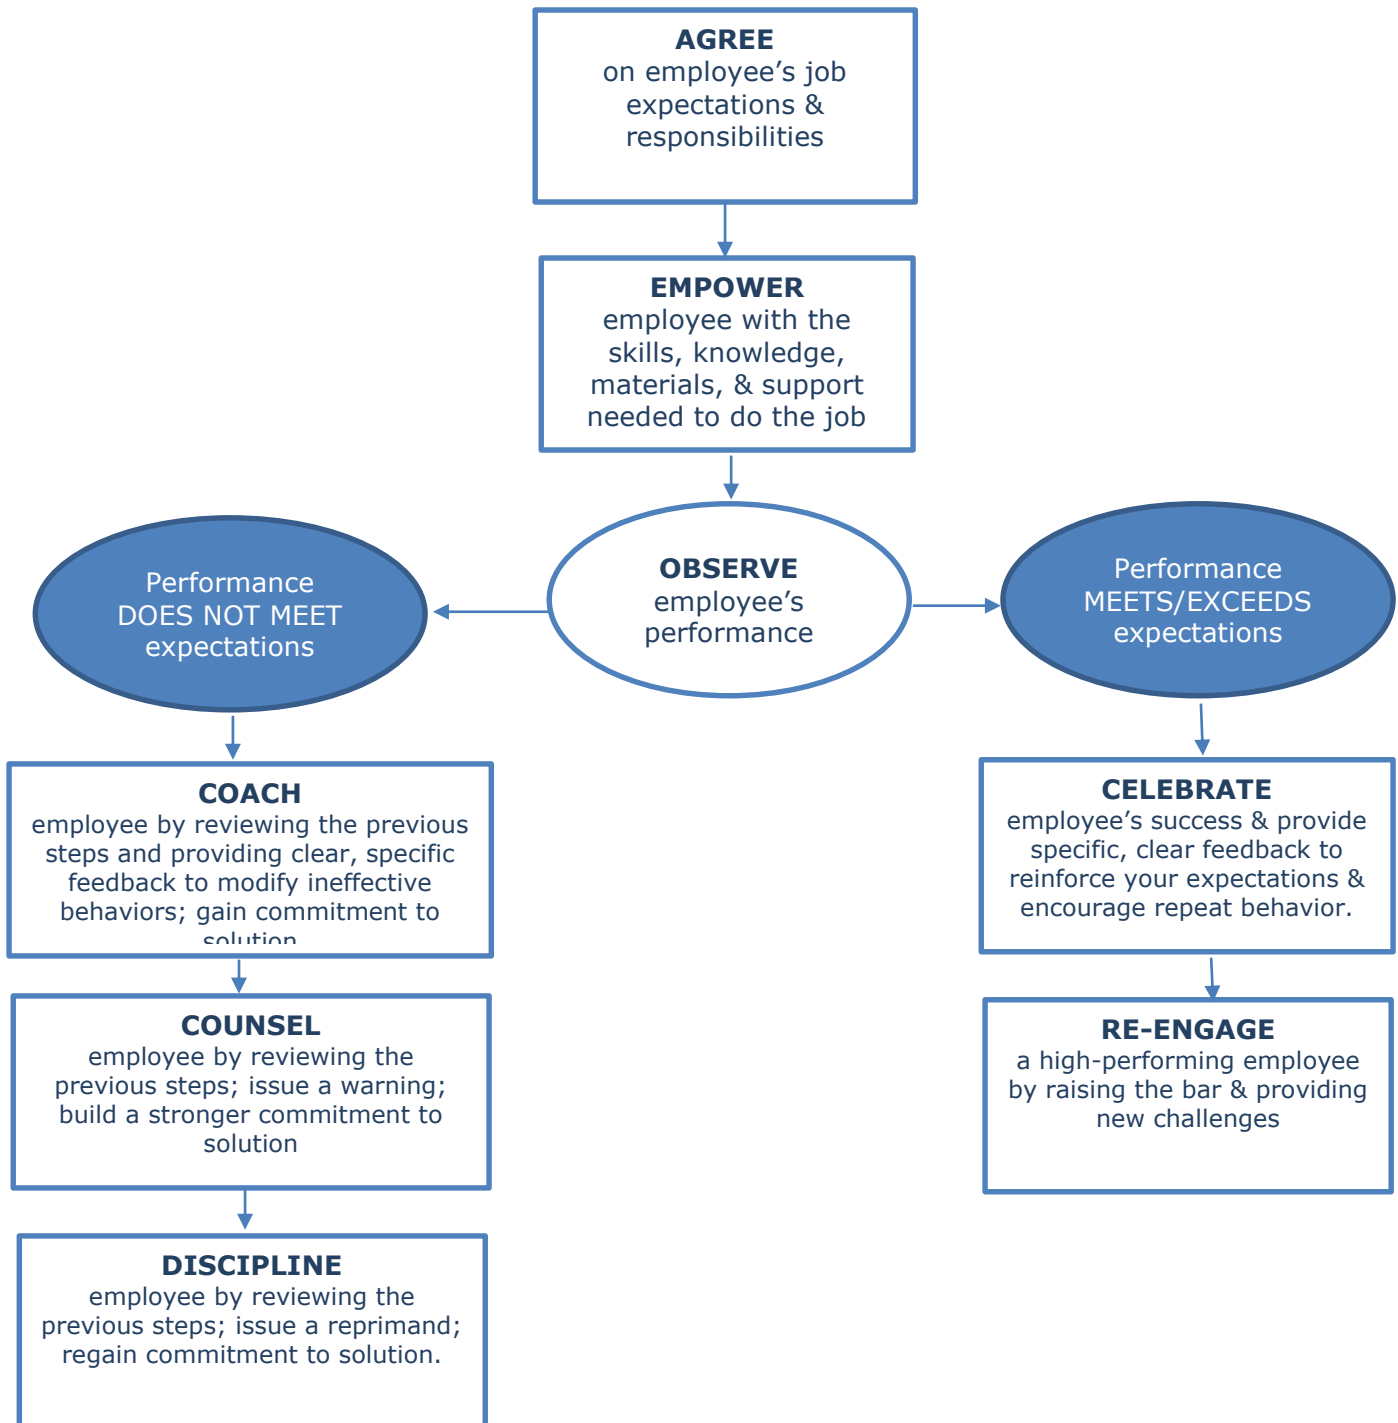 AGREE
on employee’s job
expectations &
responsibilities
EMPOWER
employee with the
skills, knowledge,
materials, & support
needed to do the job
OBSERVE
employee’s
performance
Performance
DOES NOT MEET
expectations
Performance
MEETS/EXCEEDS
expectations
COACH
employee by reviewing the previous
steps and providing clear, specific
feedback to modify ineffective
behaviors; gain commitment to
solution
COUNSEL
employee by reviewing the
previous steps; issue a warning;
build a stronger commitment to
solution
DISCIPLINE
employee by reviewing the
previous steps; issue a reprimand;
regain commitment to solution.
CELEBRATE
employee’s success & provide
specific, clear feedback to
reinforce your expectations &
encourage repeat behavior.
RE-ENGAGE
a high-performing employee
by raising the bar & providing
new challenges